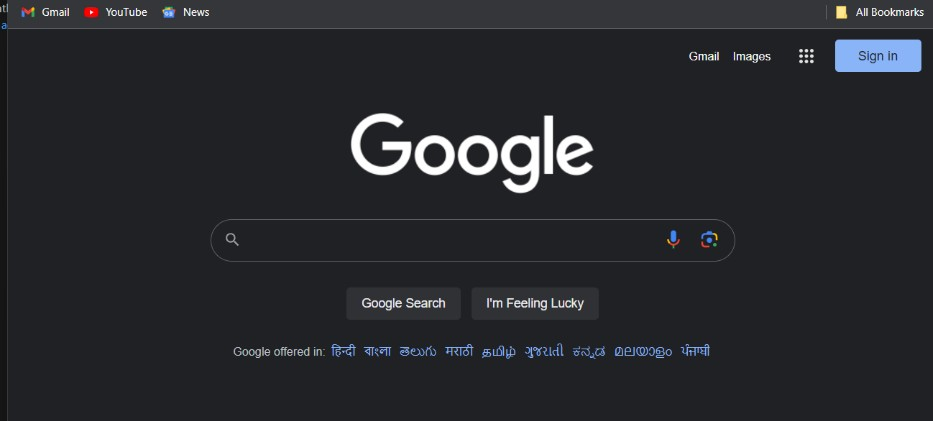 Gmail YouTube News All Bookmarks
Gmail Images Sign in
Google
Google Search I'm Feeling Lucky
Google offered in: हिन्दी বাংলা తెలుగు मराठी தமிழ் ગુજરાતી ಕನ್ನಡ മലയാളം ਪੰਜਾਬੀ